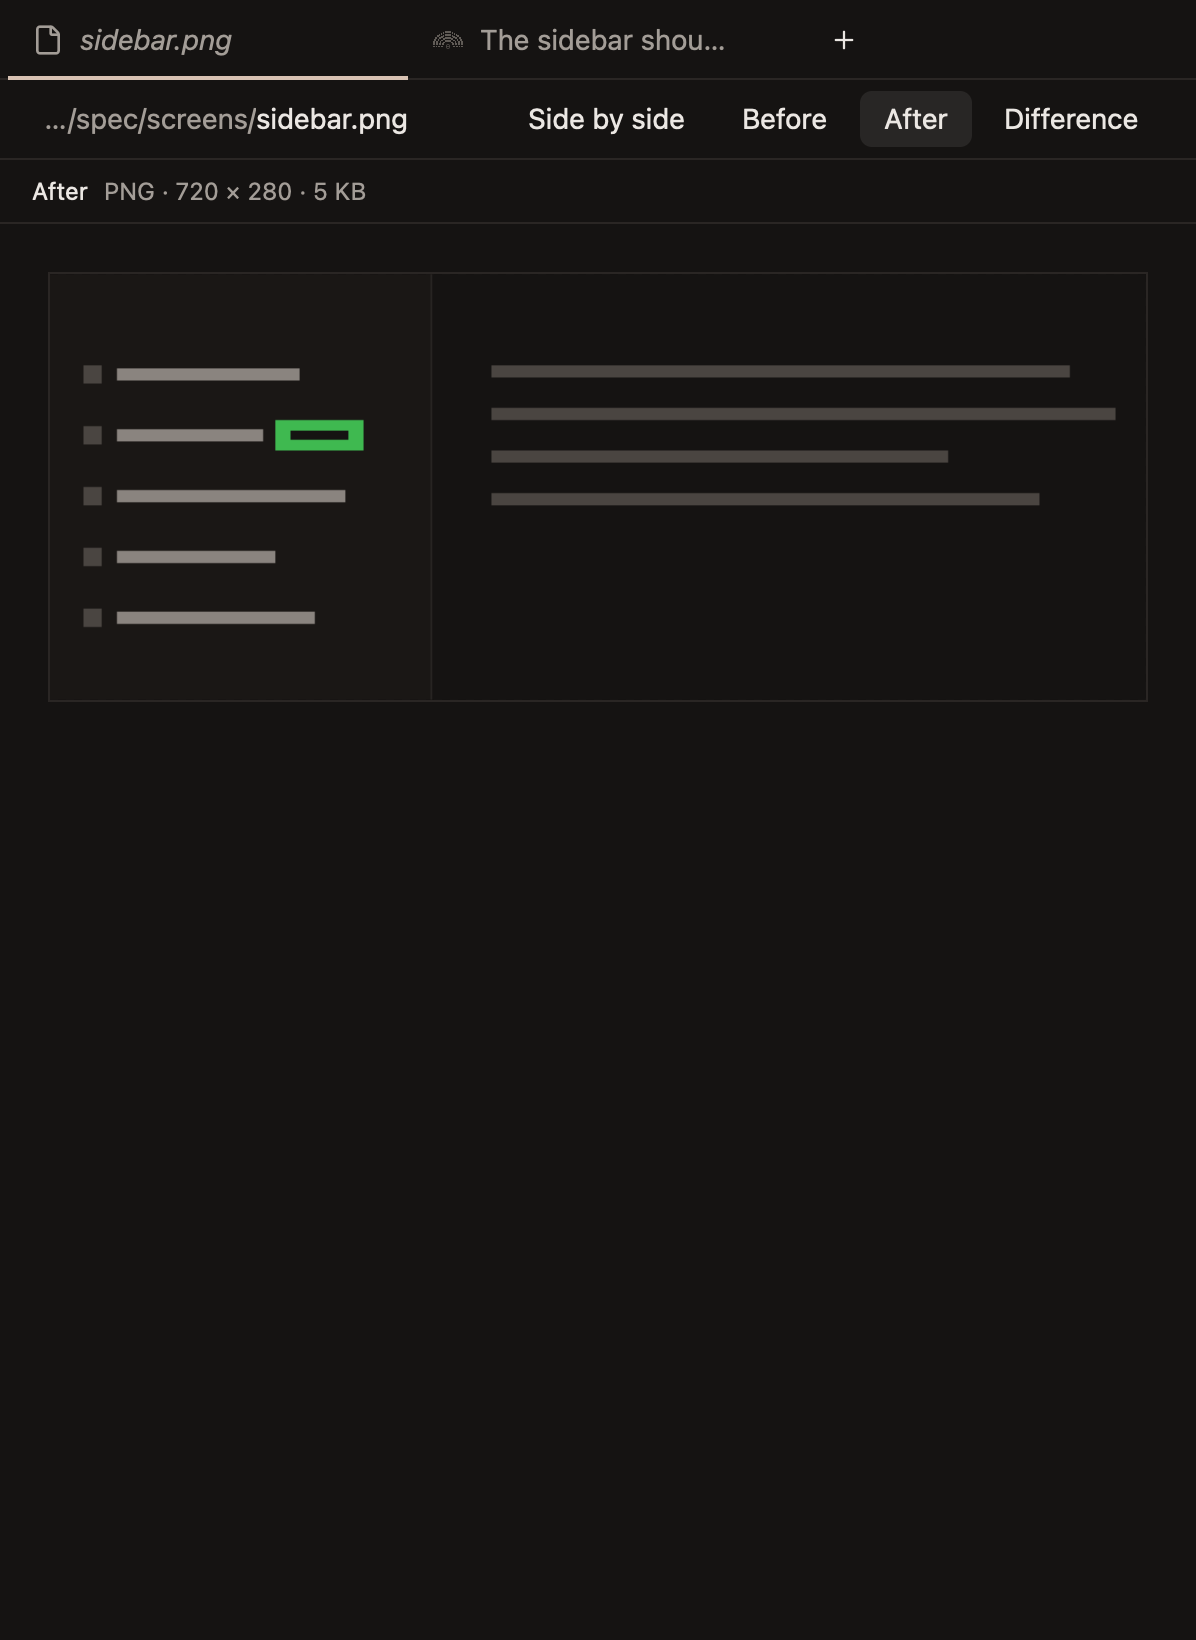 sidebar.png
The sidebar shou...
+
.../spec/screens/sidebar.png
Side by side
Before
After
Difference
After PNG · 720 × 280 · 5 KB